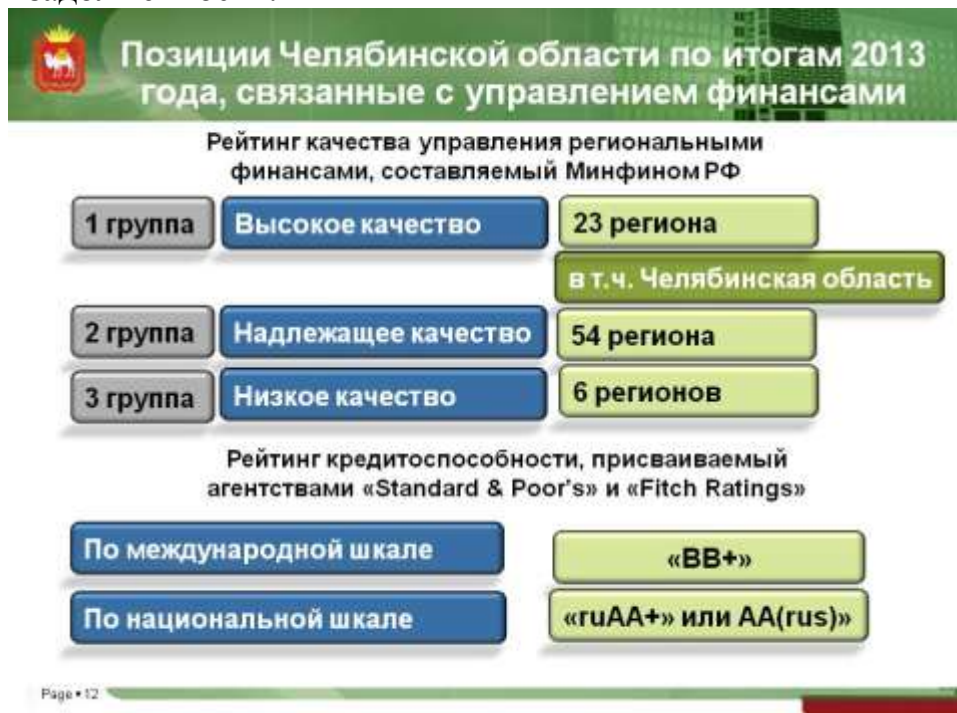 Позиции Челябинской области по итогам 2013
года, связанные с управлением финансами
Рейтинг качества управления региональными
финансами, составляемый Минфином РФ
1 группа Высокое качество 23 региона
в т.ч. Челябинская область
2 группа Надлежащее качество 54 региона
3 группа Низкое качество 6 регионов
Рейтинг кредитоспособности, присваиваемый
агентствами «Standard & Poor's» и «Fitch Ratings»
По международной шкале «BB+»
По национальной шкале «ruAA+» или AA(rus)»
Page ▪ 12